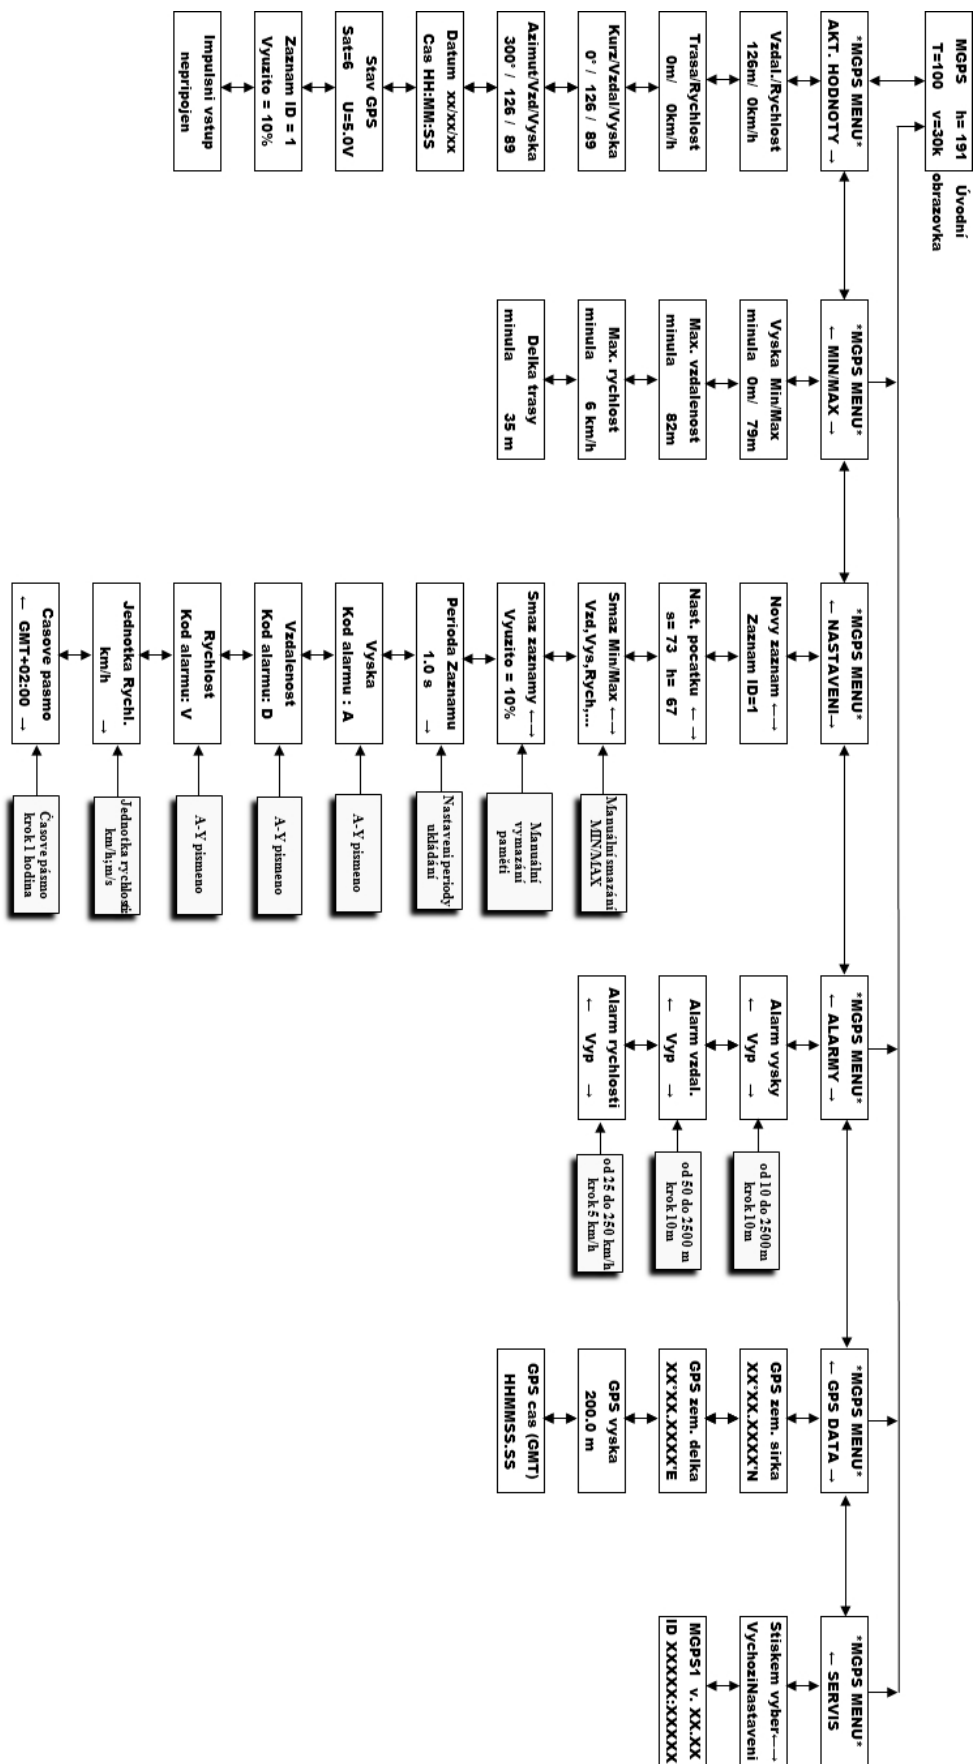 MGPS h= 191
T=100 v=30k
Úvodní
obrazovka
*MGPS MENU*
AKT. HODNOTY →
Vzdal./Rychlost
126m/ 0km/h
Trasa/Rychlost
0m/ 0km/h
Kurz/Vzdal/Vyska
0° / 126 / 89
Azimut/Vzd/Vyska
300° / 126 / 89
Datum xx/xx/xx
Cas HH:MM:SS
Stav GPS
Sat=6 U=5.0V
Zaznam ID = 1
Vyuzito = 10%
Impulsni vstup
nepripojen
*MGPS MENU*
← MIN/MAX →
Vyska Min/Max
minula 0m/ 79m
Max. vzdalenost
minula 82m
Max. rychlost
minula 6 km/h
Delka trasy
minula 35 m
*MGPS MENU*
← NASTAVENI→
Novy zaznam ←→
Zaznam ID=1
Nast. pocatku ← →
s= 73 h= 67
Smaz Min/Max ←→
Vzd,Vys,Rych,...
Manuální smazání
MIN/MAX
Smaz zaznamy ←→
Vyuzito = 10%
Manuální
vymazání
paměti
Perioda Zaznamu
1.0 s →
Nastaveni periody
ukládání
Vyska
Kod alarmu : A
A-Y pismeno
Vzdalenost
Kod alarmu: D
A-Y pismeno
Rychlost
Kod alarmu: V
A-Y pismeno
Jednotka Rychl.
km/h →
Jednotka rychlosti:
km/h;m/s
Casove pasmo
← GMT+02:00 →
Časove pásmo
krok 1 hodina
*MGPS MENU*
← ALARMY →
Alarm vysky
← Vyp →
od 10 do 2500m
krok 10m
Alarm vzdal.
← Vyp →
od 50 do 2500 m
krok 10m
Alarm rychlosti
← Vyp →
od 25 do 250 km/h
krok 5 km/h
*MGPS MENU*
← GPS DATA →
GPS zem. sirka
XX'XX.XXXX'N
GPS zem. delka
XX'XX.XXXX'E
GPS vyska
200.0 m
GPS cas (GMT)
HHMMSS.SS
*MGPS MENU*
← SERVIS
Stiskem vyber←→
VychoziNastaveni
MGPS1 v. XX.XX
ID XXXXX:XXXXX